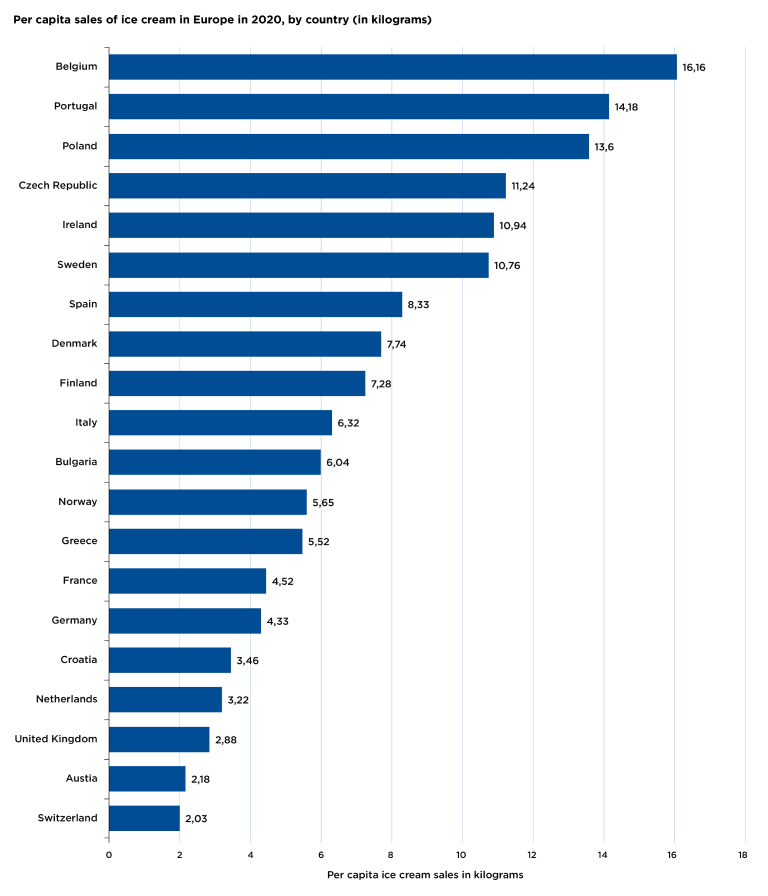 Per capita sales of ice cream in Europe in 2020, by country (in kilograms)
Belgium 16,16
Portugal 14,18
Poland 13,6
Czech Republic 11,24
Ireland 10,94
Sweden 10,76
Spain 8,33
Denmark 7,74
Finland 7,28
Italy 6,32
Bulgaria 6,04
Norway 5,65
Greece 5,52
France 4,52
Germany 4,33
Croatia 3,46
Netherlands 3,22
United Kingdom 2,88
Austia 2,18
Switzerland 2,03
0 2 4 6 8 10 12 14 16 18
Per capita ice cream sales in kilograms